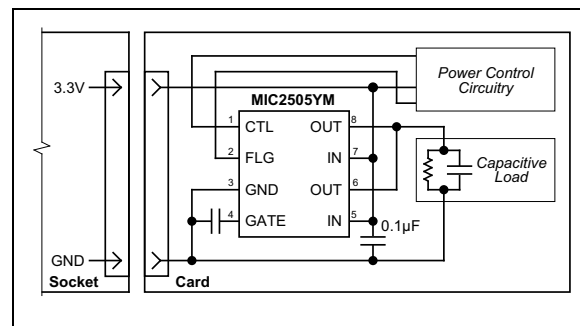 Power Control
Circuitry
3.3V
MIC2505YM
1 CTL OUT 8
2 FLG IN 7
3 GND OUT 6
4 GATE IN 5
Capacitive
Load
0.1µF
GND
Socket Card